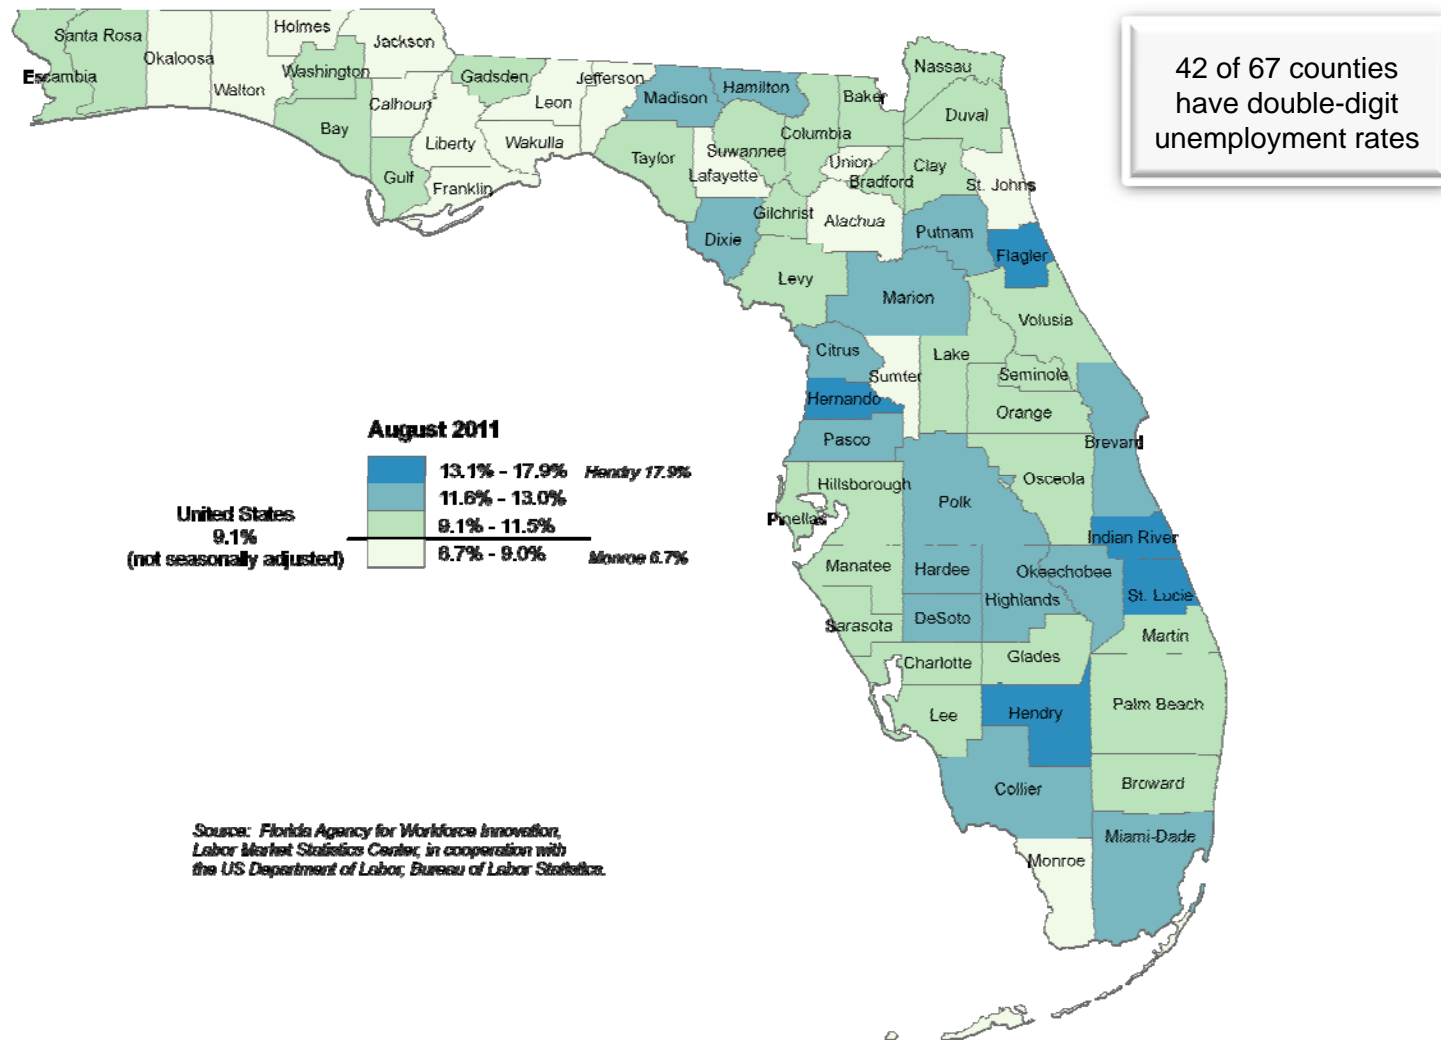 42 of 67 counties
have double-digit
unemployment rates
Holmes
Santa Rosa
Jackson
Okaloosa
Escambia
Washington
Walton
Gadsden
Jefferson
Calhoun
Leon
Madison
Hamilton
Nassau
Baker
Bay
Duval
Columbia
Liberty
Wakulla
Suwannee
Taylor
Union
Lafayette
Clay
Gulf
Bradford
St. Johns
Franklin
Gilchrist
Alachua
Dixie
Putnam
Flagler
Levy
Marion
Volusia
Citrus
Lake
Sumter
Seminole
Hernando
Orange
Pasco
Brevard
Osceola
Hillsborough
Polk
Pinellas
Indian River
Manatee
Hardee
Okeechobee
St. Lucie
Highlands
DeSoto
Sarasota
Martin
Charlotte
Glades
Palm Beach
Lee
Hendry
Broward
Collier
Miami-Dade
Monroe
August 2011
13.1% - 17.9% Hendry 17.9%
11.6% - 13.0%
9.1% - 11.5%
6.7% - 9.0% Monroe 6.7%
United States
9.1%
(not seasonally adjusted)
Source: Florida Agency for Workforce Innovation,
Labor Market Statistics Center, in cooperation with
the US Department of Labor, Bureau of Labor Statistics.